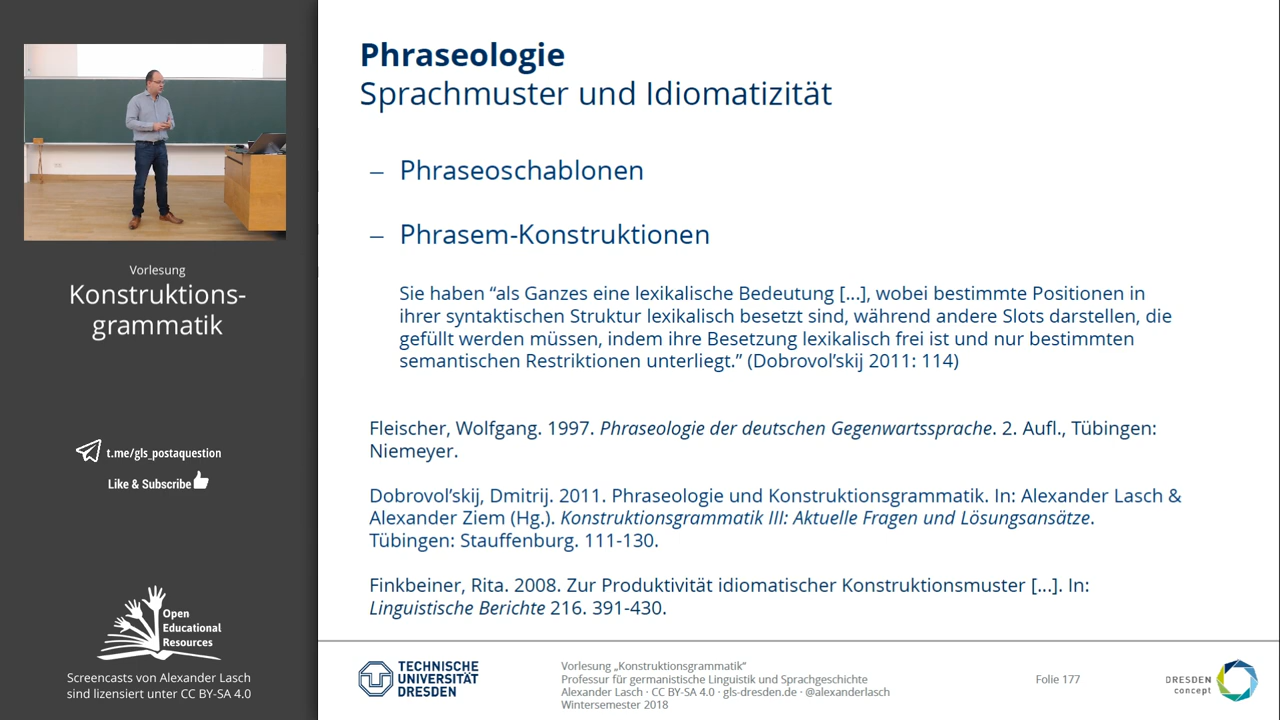 Vorlesung
Konstruktions-
grammatik
t.me/gls_postaquestion
Like & Subscribe
Open
Educational
Resources
Screencasts von Alexander Lasch
sind lizensiert unter CC BY-SA 4.0
Phraseologie
Sprachmuster und Idiomatizität
– Phraseoschablonen
– Phrasem-Konstruktionen
Sie haben “als Ganzes eine lexikalische Bedeutung [...], wobei bestimmte Positionen in
ihrer syntaktischen Struktur lexikalisch besetzt sind, während andere Slots darstellen, die
gefüllt werden müssen, indem ihre Besetzung lexikalisch frei ist und nur bestimmten
semantischen Restriktionen unterliegt.” (Dobrovol’skij 2011: 114)
Fleischer, Wolfgang. 1997. Phraseologie der deutschen Gegenwartssprache. 2. Aufl., Tübingen:
Niemeyer.
Dobrovol’skij, Dmitrij. 2011. Phraseologie und Konstruktionsgrammatik. In: Alexander Lasch &
Alexander Ziem (Hg.). Konstruktionsgrammatik III: Aktuelle Fragen und Lösungsansätze.
Tübingen: Stauffenburg. 111-130.
Finkbeiner, Rita. 2008. Zur Produktivität idiomatischer Konstruktionsmuster [...]. In:
Linguistische Berichte 216. 391-430.
TECHNISCHE
UNIVERSITÄT
DRESDEN
Vorlesung „Konstruktionsgrammatik“
Professur für germanistische Linguistik und Sprachgeschichte
Alexander Lasch · CC BY-SA 4.0 · gls-dresden.de · @alexanderlasch
Wintersemester 2018
Folie 177
DRESDEN
concept